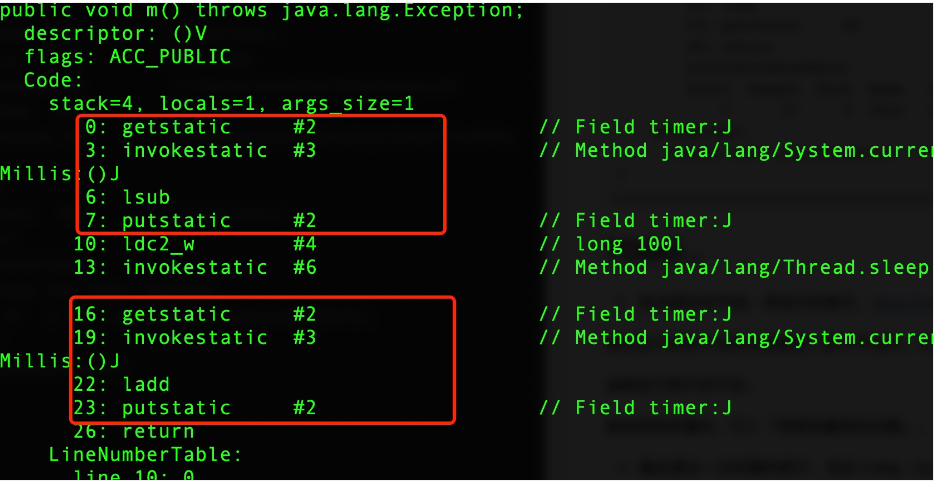 public void m() throws java.lang.Exception;
descriptor: ()V
flags: ACC_PUBLIC
Code:
stack=4, locals=1, args_size=1
0: getstatic #2 // Field timer:J
3: invokestatic #3 // Method java/lang/System.curre
Millis:()J
6: lsub
7: putstatic #2 // Field timer:J
10: ldc2_w #4 // long 100l
13: invokestatic #6 // Method java/lang/Thread.sleep
16: getstatic #2 // Field timer:J
19: invokestatic #3 // Method java/lang/System.curre
Millis:()J
22: ladd
23: putstatic #2 // Field timer:J
26: return
LineNumberTable:
line 10: 0